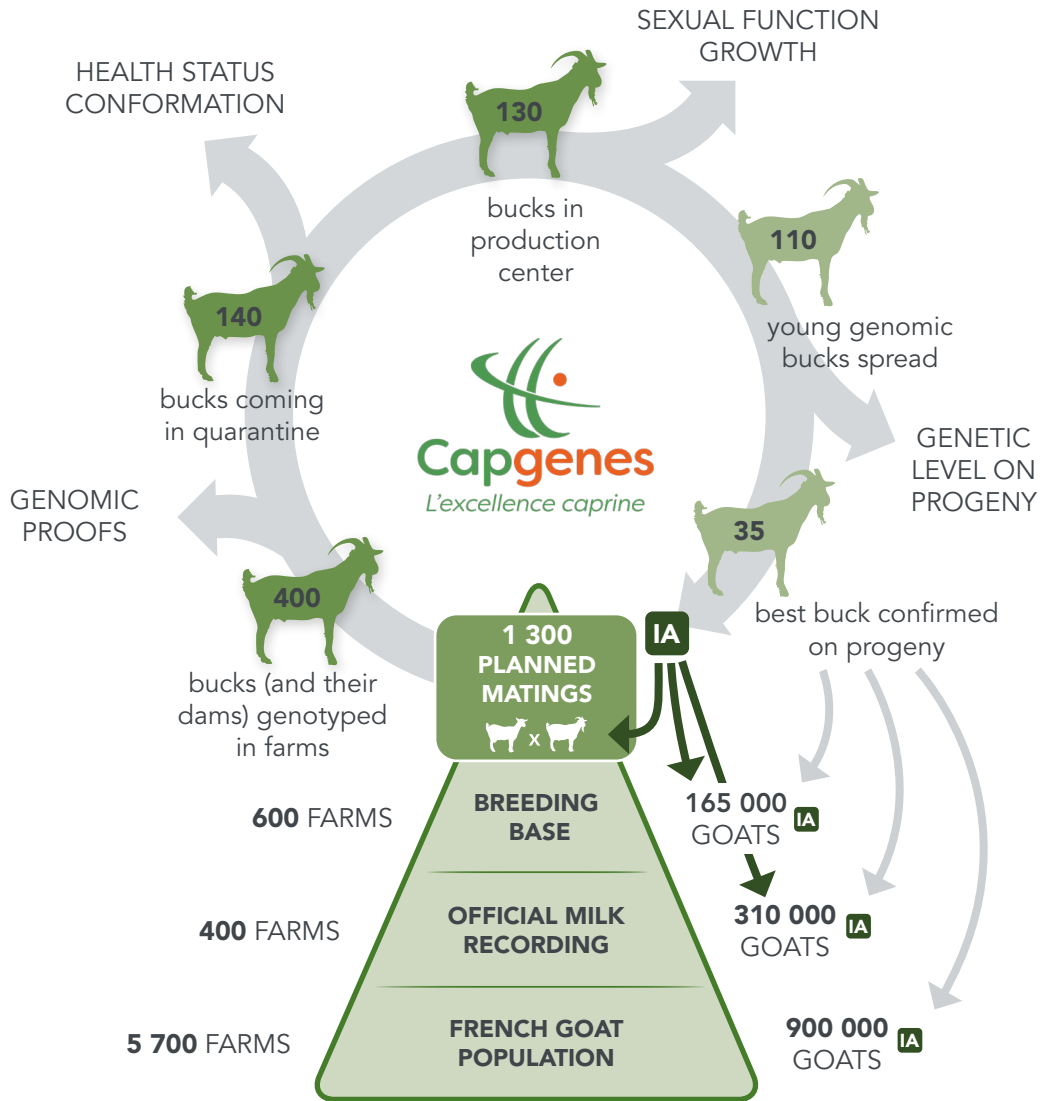 SEXUAL FUNCTION
GROWTH
HEALTH STATUS
CONFORMATION
130
bucks in
production
center
110
young genomic
bucks spread
140
bucks coming
in quarantine
Capgenes
L'excellence caprine
GENETIC
LEVEL ON
PROGENY
GENOMIC
PROOFS
35
best buck confirmed
on progeny
400
bucks (and their
dams) genotyped
in farms
1 300
PLANNED
MATINGS
x
IA
600 FARMS
BREEDING
BASE
165 000
GOATS
IA
400 FARMS
OFFICIAL MILK
RECORDING
310 000
GOATS
IA
5 700 FARMS
FRENCH GOAT
POPULATION
900 000
GOATS
IA